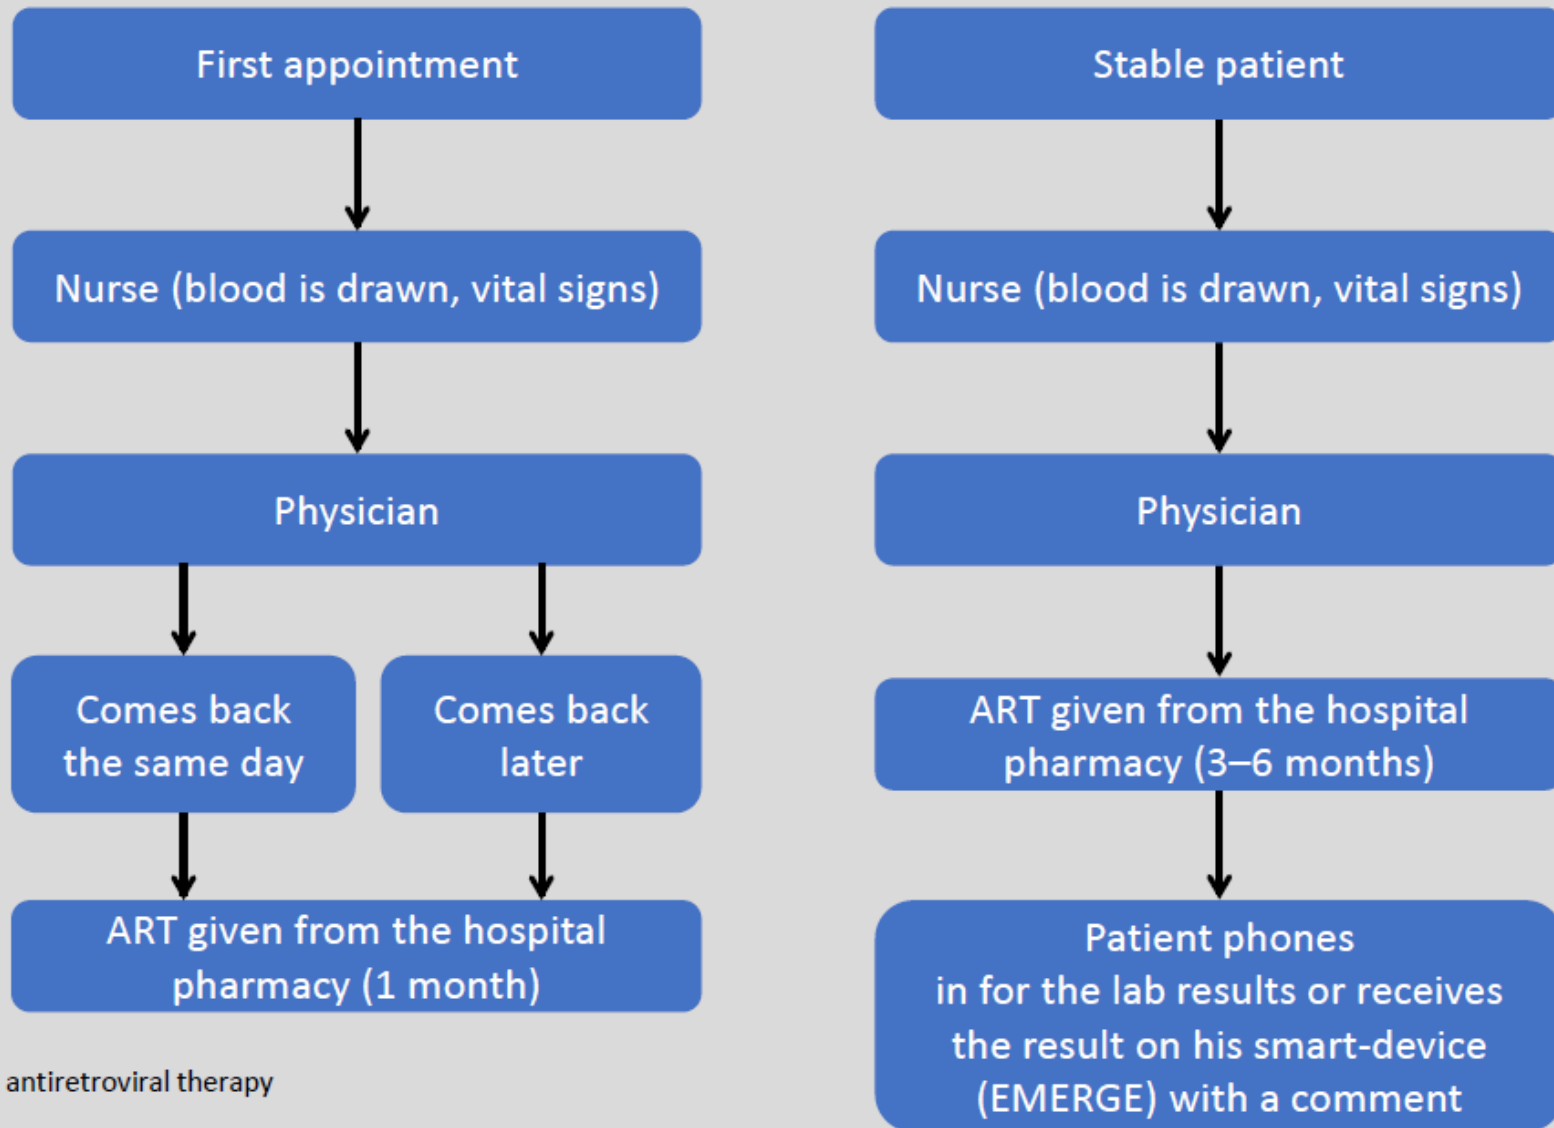 First appointment
Nurse (blood is drawn, vital signs)
Physician
Comes back
the same day
Comes back
later
ART given from the hospital
pharmacy (1 month)
antiretroviral therapy
Stable patient
Nurse (blood is drawn, vital signs)
Physician
ART given from the hospital
pharmacy (3–6 months)
Patient phones
in for the lab results or receives
the result on his smart-device
(EMERGE) with a comment